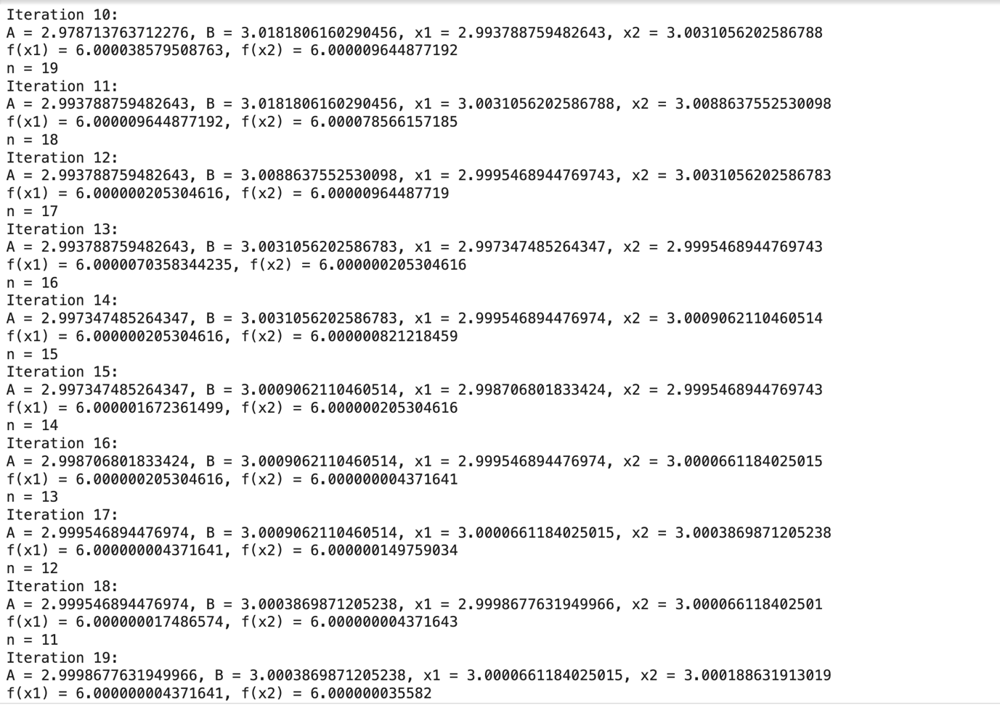 Iteration 10:
A = 2.978713763712276, B = 3.0181806160290456, x1 = 2.993788759482643, x2 = 3.0031056202586788
f(x1) = 6.000038579508763, f(x2) = 6.000009644877192
n = 19
Iteration 11:
A = 2.993788759482643, B = 3.0181806160290456, x1 = 3.0031056202586788, x2 = 3.0088637552530098
f(x1) = 6.000009644877192, f(x2) = 6.000078566157185
n = 18
Iteration 12:
A = 2.993788759482643, B = 3.0088637552530098, x1 = 2.9995468944769743, x2 = 3.0031056202586783
f(x1) = 6.000000205304616, f(x2) = 6.00000964487719
n = 17
Iteration 13:
A = 2.993788759482643, B = 3.0031056202586783, x1 = 2.997347485264347, x2 = 2.9995468944769743
f(x1) = 6.0000070358344235, f(x2) = 6.000000205304616
n = 16
Iteration 14:
A = 2.997347485264347, B = 3.0031056202586783, x1 = 2.999546894476974, x2 = 3.0009062110460514
f(x1) = 6.000000205304616, f(x2) = 6.000000821218459
n = 15
Iteration 15:
A = 2.997347485264347, B = 3.0009062110460514, x1 = 2.998706801833424, x2 = 2.9995468944769743
f(x1) = 6.000001672361499, f(x2) = 6.000000205304616
n = 14
Iteration 16:
A = 2.998706801833424, B = 3.0009062110460514, x1 = 2.999546894476974, x2 = 3.0000661184025015
f(x1) = 6.000000205304616, f(x2) = 6.000000004371641
n = 13
Iteration 17:
A = 2.999546894476974, B = 3.0009062110460514, x1 = 3.0000661184025015, x2 = 3.0003869871205238
f(x1) = 6.000000004371641, f(x2) = 6.000000149759034
n = 12
Iteration 18:
A = 2.999546894476974, B = 3.0003869871205238, x1 = 2.9998677631949966, x2 = 3.000066118402501
f(x1) = 6.000000017486574, f(x2) = 6.000000004371643
n = 11
Iteration 19:
A = 2.9998677631949966, B = 3.0003869871205238, x1 = 3.0000661184025015, x2 = 3.000188631913019
f(x1) = 6.000000004371641, f(x2) = 6.000000035582